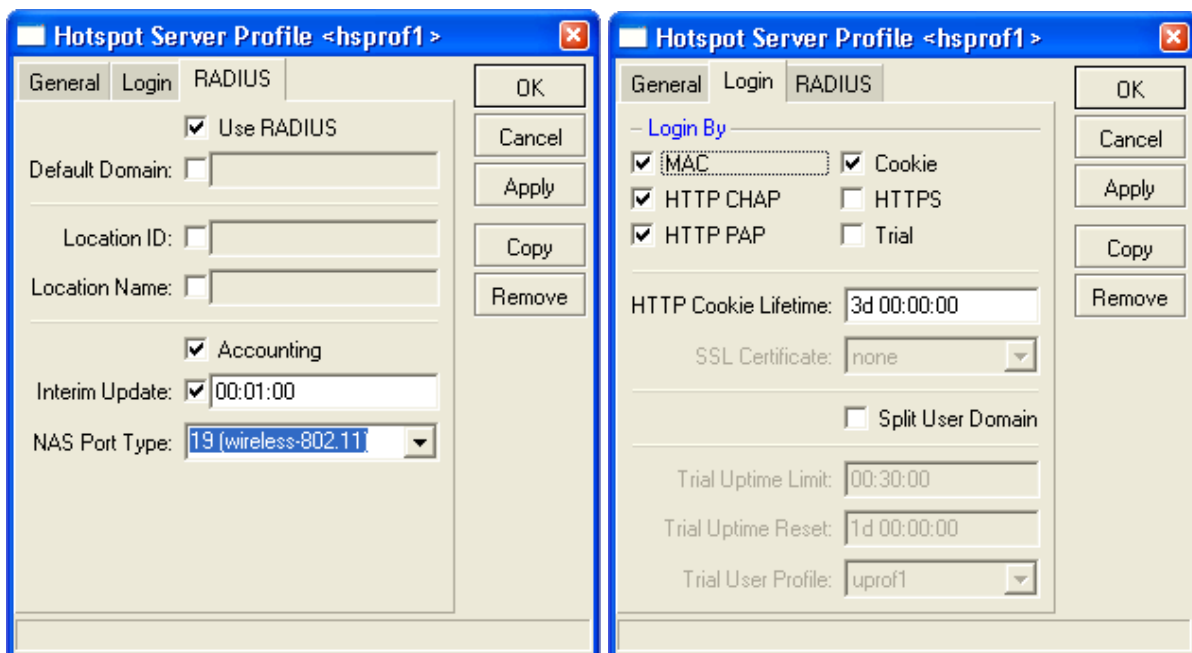 Hotspot Server Profile <hsprof1>
General Login RADIUS
Use RADIUS
Default Domain:
Location ID:
Location Name:
Accounting
Interim Update: 00:01:00
NAS Port Type: 19 (wireless-802.11)
OK
Cancel
Apply
Copy
Remove
Hotspot Server Profile <hsprof1>
General Login RADIUS
Login By
MAC Cookie
HTTP CHAP HTTPS
HTTP PAP Trial
HTTP Cookie Lifetime: 3d 00:00:00
SSL Certificate: none
Split User Domain
Trial Uptime Limit: 00:30:00
Trial Uptime Reset: 1d 00:00:00
Trial User Profile: uprof1
OK
Cancel
Apply
Copy
Remove